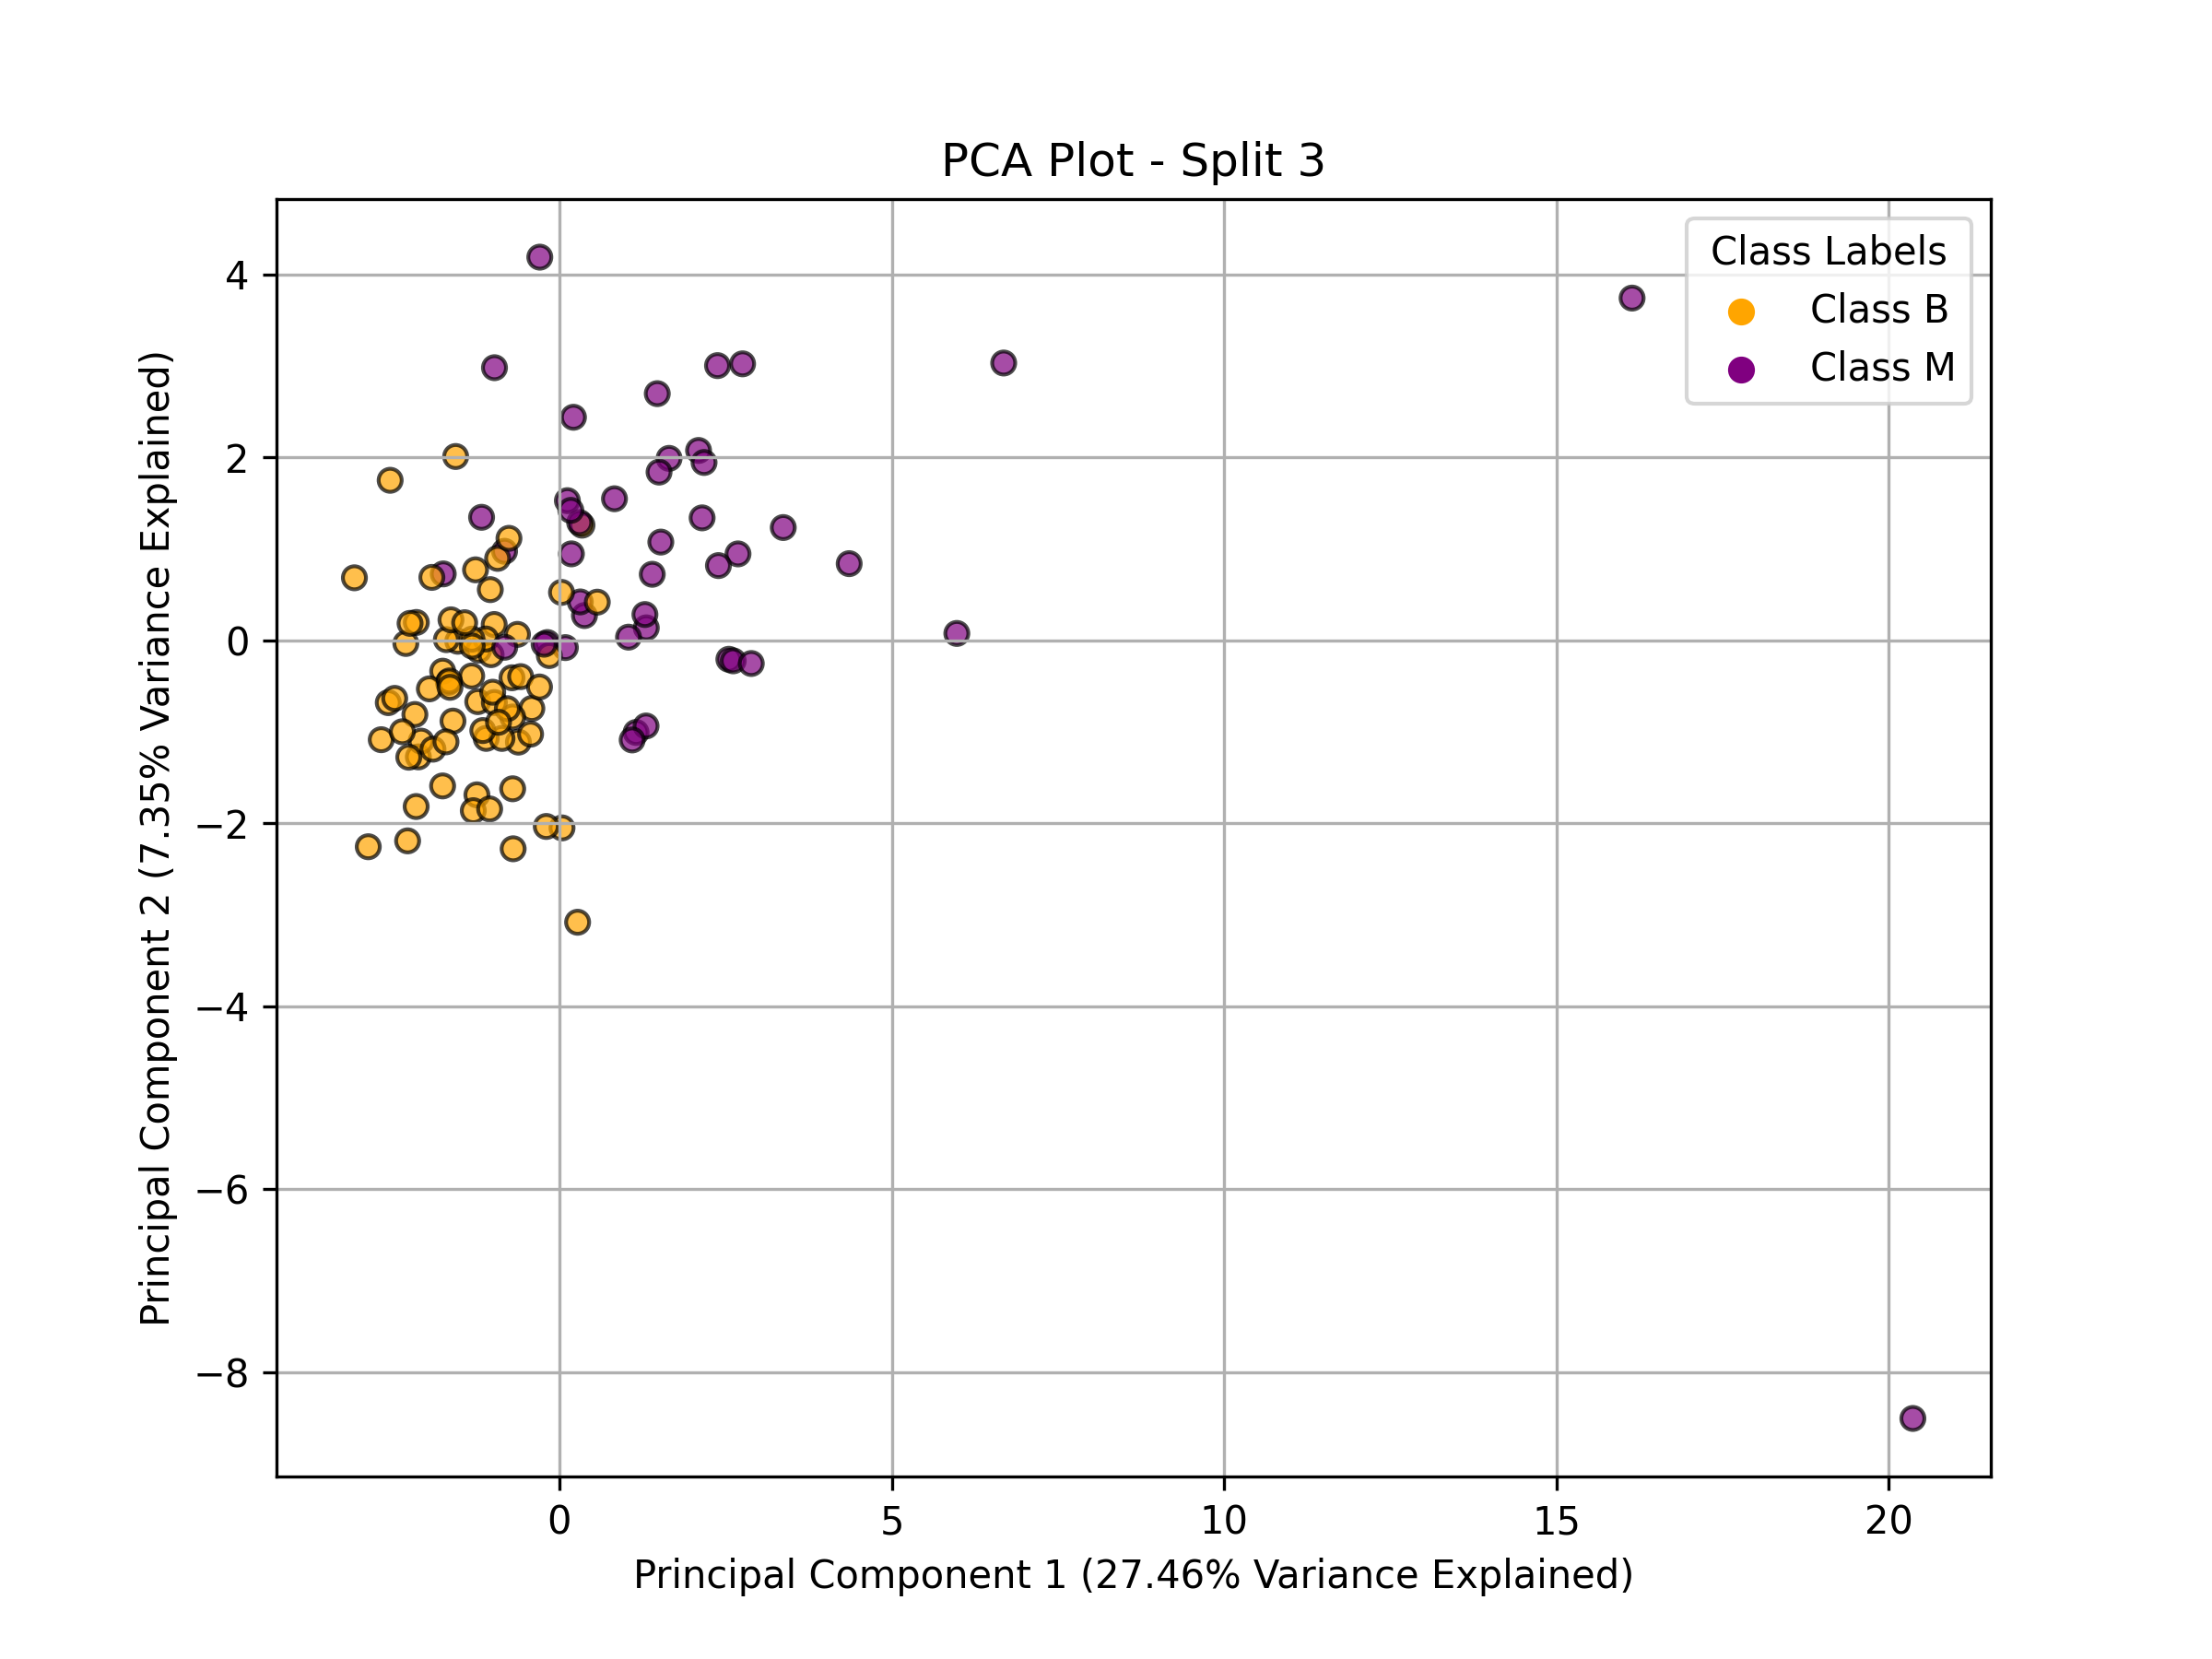 PCA Plot - Split 3
Class Labels
Class B
Class M
Principal Component 2 (7.35% Variance Explained)
4
2
0
−2
−4
−6
−8
0 5 10 15 20
Principal Component 1 (27.46% Variance Explained)